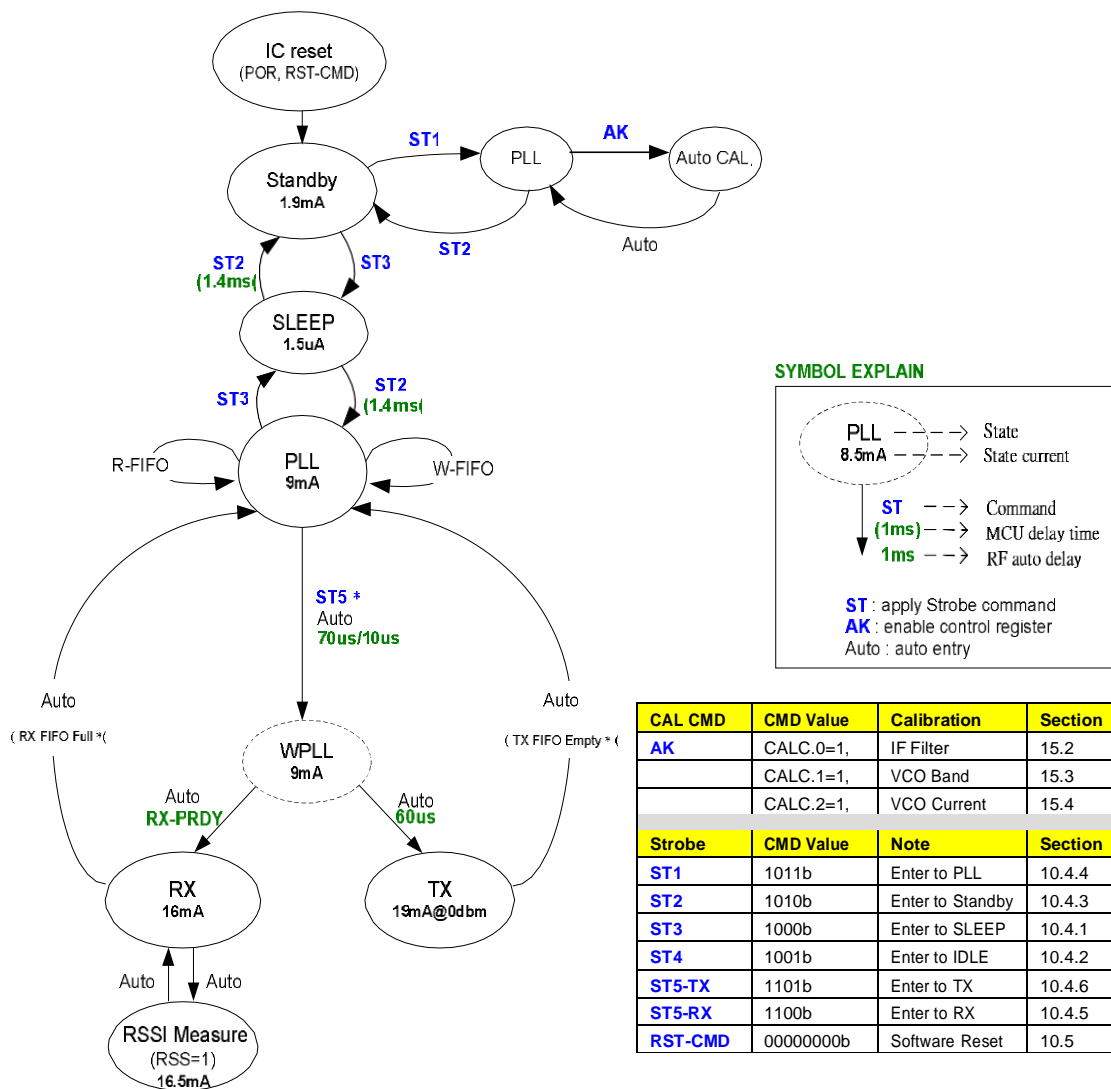 IC reset
(POR, RST-CMD)
ST1
AK
PLL
Auto CAL.
Standby
1.9mA
ST2
Auto
ST2
(1.4ms(
ST3
SLEEP
1.5uA
ST3
ST2
(1.4ms(
R-FIFO
PLL
9mA
W-FIFO
ST5 *
Auto
70us/10us
Auto
( RX FIFO Full *(
Auto
( TX FIFO Empty * (
WPLL
9mA
Auto
RX-PRDY
Auto
60us
RX
16mA
TX
19mA@0dbm
Auto
Auto
RSSI Measure
(RSS=1)
16.5mA
SYMBOL EXPLAIN
PLL
State
8.5mA
State current
ST
Command
(1ms)
MCU delay time
1ms
RF auto delay
ST : apply Strobe command
AK : enable control register
Auto : auto entry
CAL CMD CMD Value Calibration Section
AK CALC.0=1, IF Filter 15.2
CALC.1=1, VCO Band 15.3
CALC.2=1, VCO Current 15.4
Strobe CMD Value Note Section
ST1 1011b Enter to PLL 10.4.4
ST2 1010b Enter to Standby 10.4.3
ST3 1000b Enter to SLEEP 10.4.1
ST4 1001b Enter to IDLE 10.4.2
ST5-TX 1101b Enter to TX 10.4.6
ST5-RX 1100b Enter to RX 10.4.5
RST-CMD 00000000b Software Reset 10.5